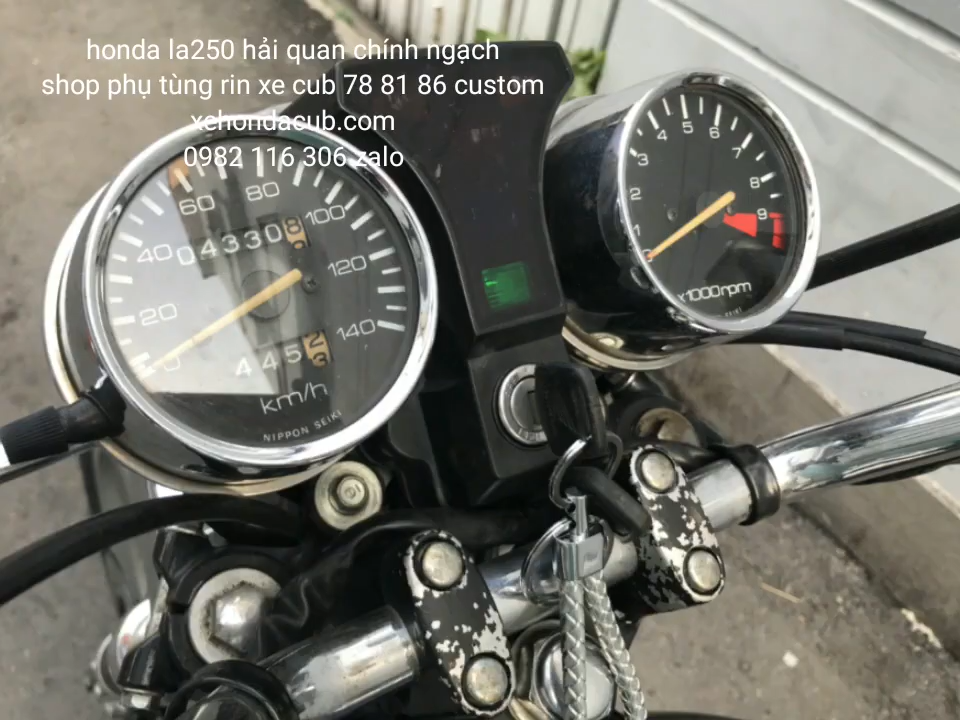 honda la250 hải quan chính ngạch
shop phụ tùng rin xe cub 78 81 86 custom
xehondacub.com
0982 116 306 zalo
0 20 40 60 80 100 120 140
04330
445
km/h
NIPPON SEIKI
0 1 2 3 4 5 6 7 8 9
x1000rpm